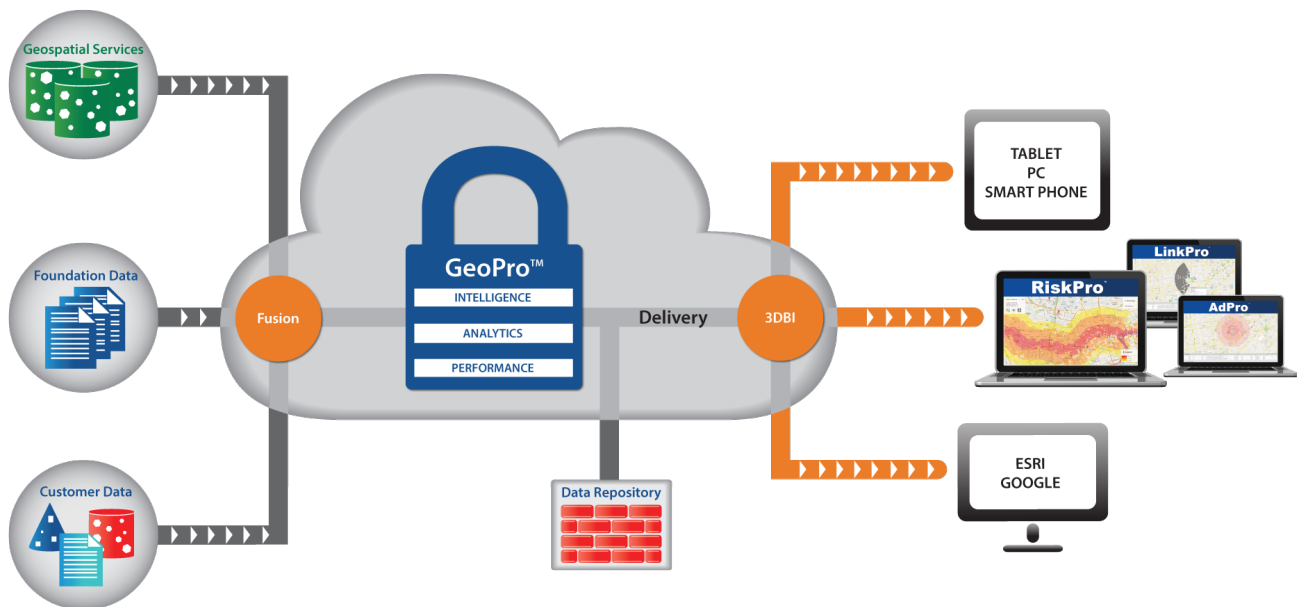 Geospatial Services
Foundation Data
Customer Data
Fusion
GeoPro™
INTELLIGENCE
ANALYTICS
PERFORMANCE
Delivery
3DBI
Data Repository
TABLET
PC
SMART PHONE
LinkPro
RiskPro
AdPro
ESRI
GOOGLE